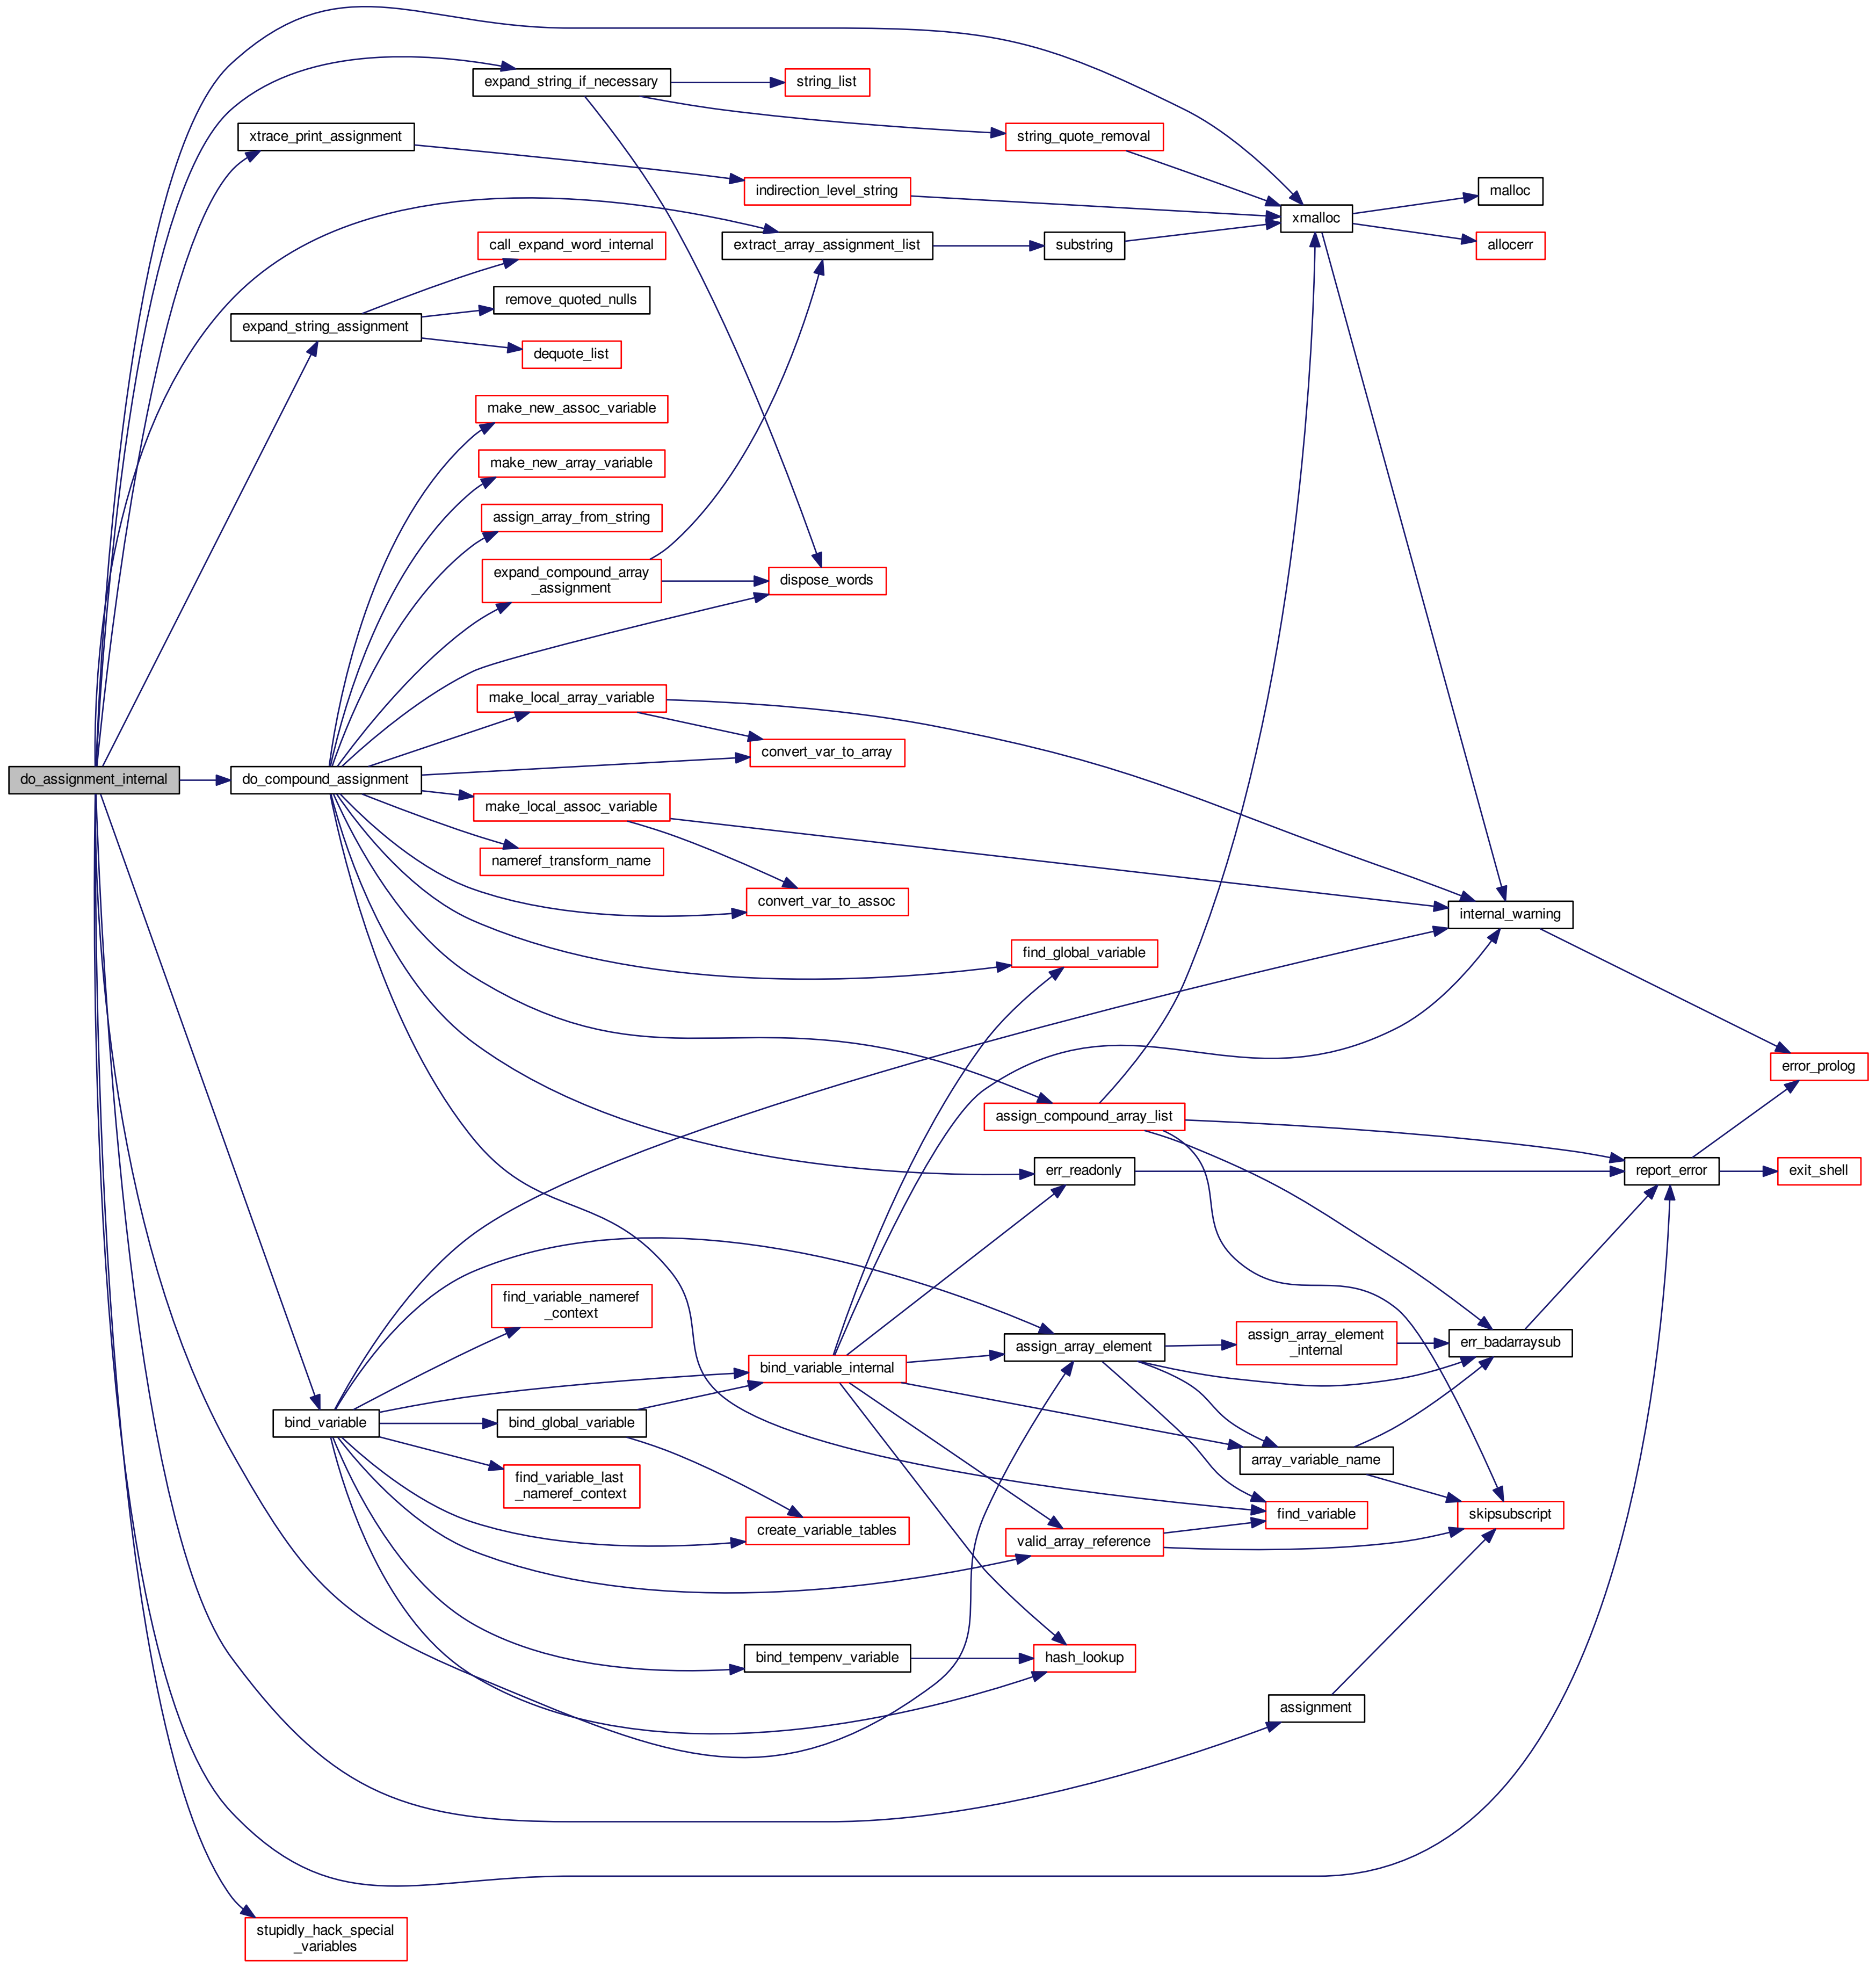 expand_string_if_necessary
string_list
xtrace_print_assignment
string_quote_removal
indirection_level_string
malloc
xmalloc
call_expand_word_internal
extract_array_assignment_list
substring
allocerr
remove_quoted_nulls
expand_string_assignment
dequote_list
make_new_assoc_variable
make_new_array_variable
assign_array_from_string
expand_compound_array
_assignment
dispose_words
make_local_array_variable
convert_var_to_array
do_assignment_internal
do_compound_assignment
make_local_assoc_variable
nameref_transform_name
convert_var_to_assoc
internal_warning
find_global_variable
error_prolog
assign_compound_array_list
err_readonly
report_error
exit_shell
find_variable_nameref
_context
assign_array_element
assign_array_element
_internal
err_badarraysub
bind_variable_internal
bind_variable
bind_global_variable
array_variable_name
find_variable_last
_nameref_context
find_variable
skipsubscript
create_variable_tables
valid_array_reference
bind_tempenv_variable
hash_lookup
assignment
stupidly_hack_special
_variables